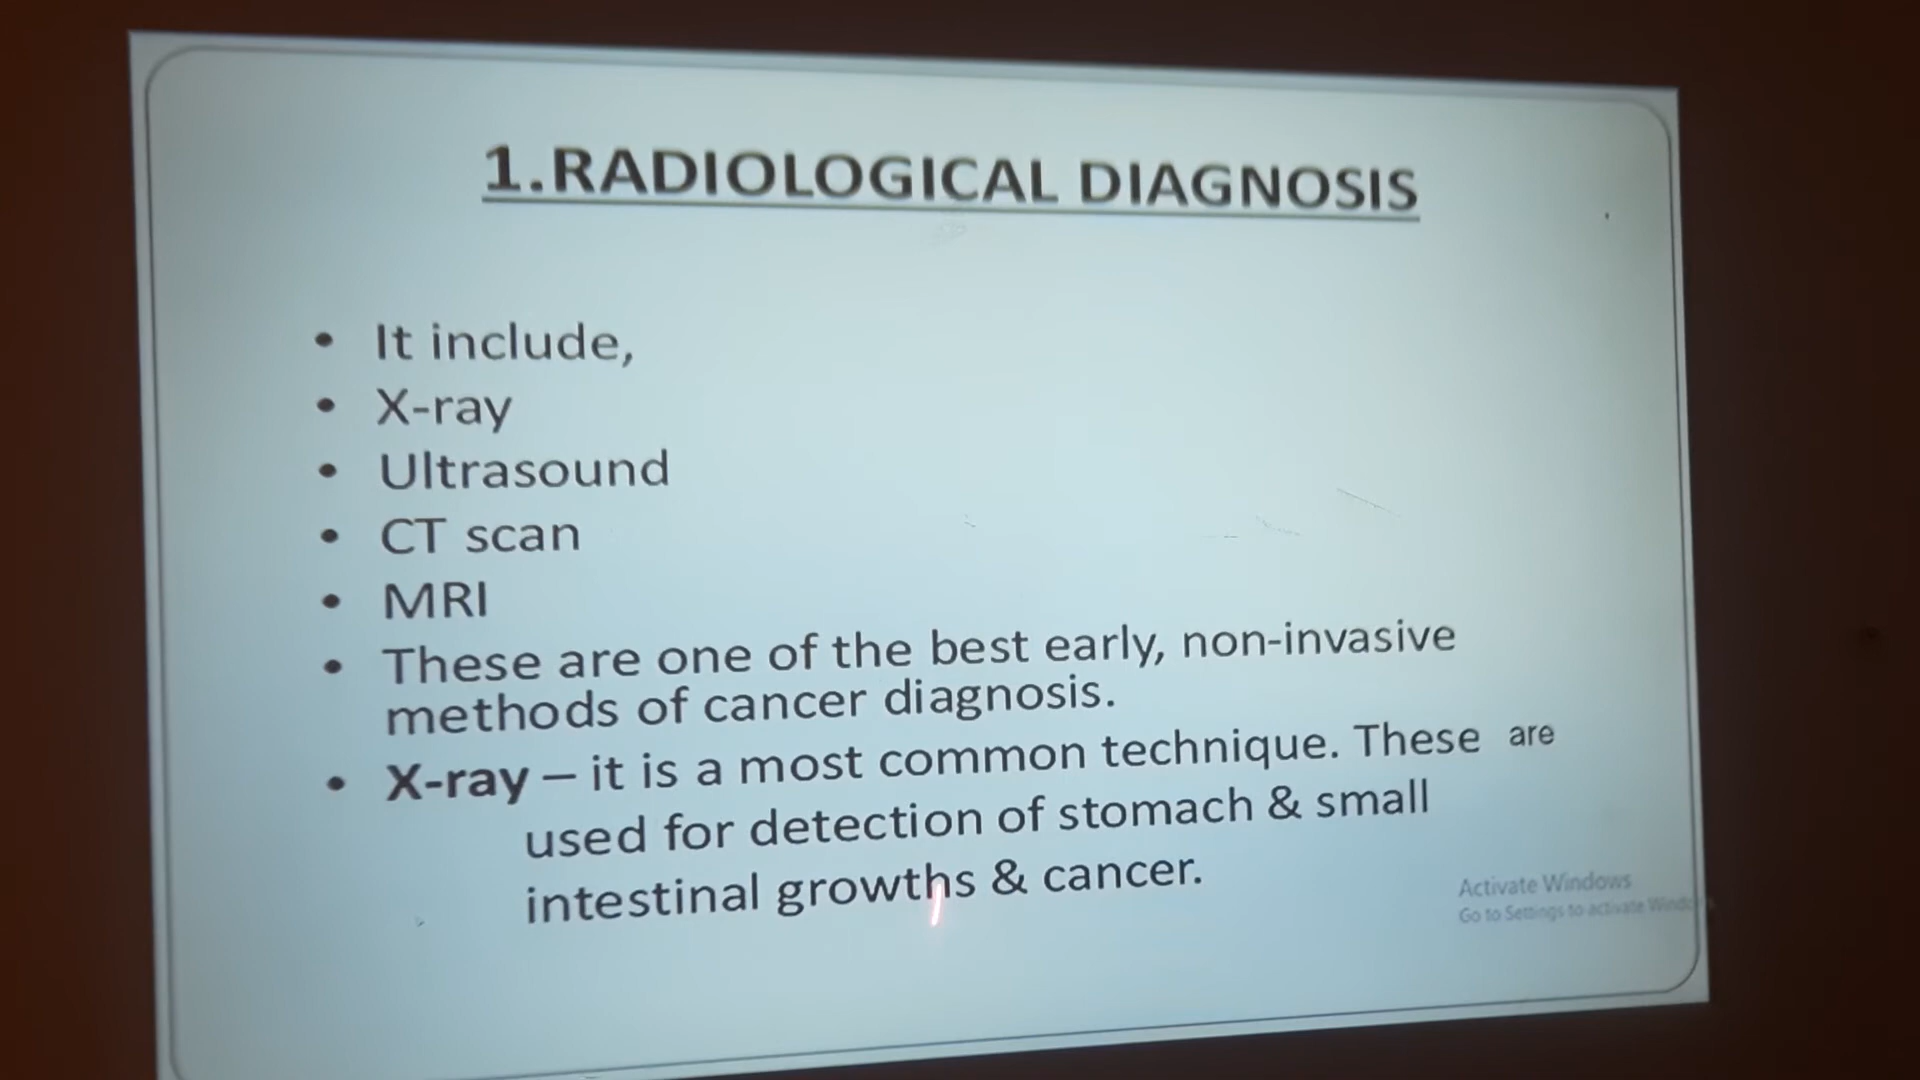 1.RADIOLOGICAL DIAGNOSIS
• It include,
• X-ray
• Ultrasound
• CT scan
• MRI
• These are one of the best early, non-invasive
methods of cancer diagnosis.
• X-ray – it is a most common technique. These are
used for detection of stomach & small
intestinal growths & cancer.
Activate Windows
Go to Settings to activate Windows.